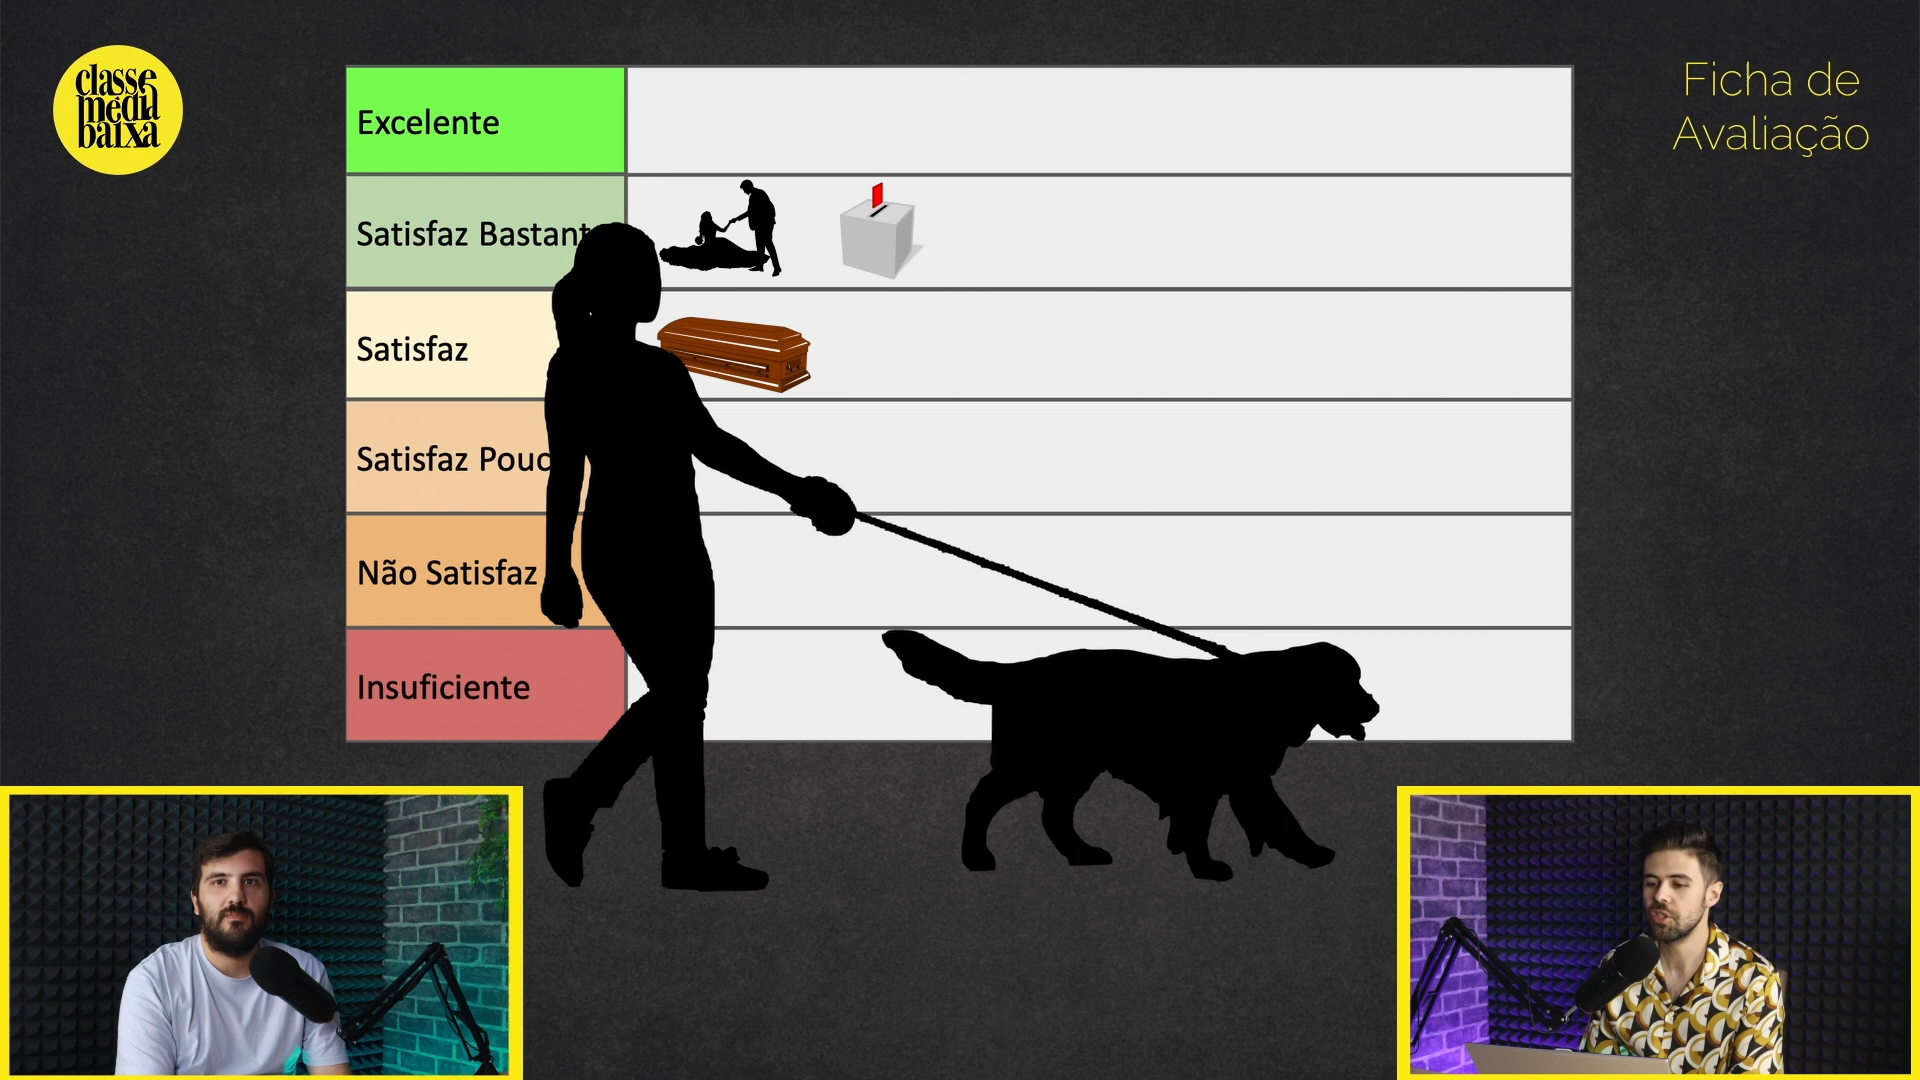 classe
média
baixa
Ficha de
Avaliação
Excelente
Satisfaz Bastant
Satisfaz
Satisfaz Pouc
Não Satisfaz
Insuficiente